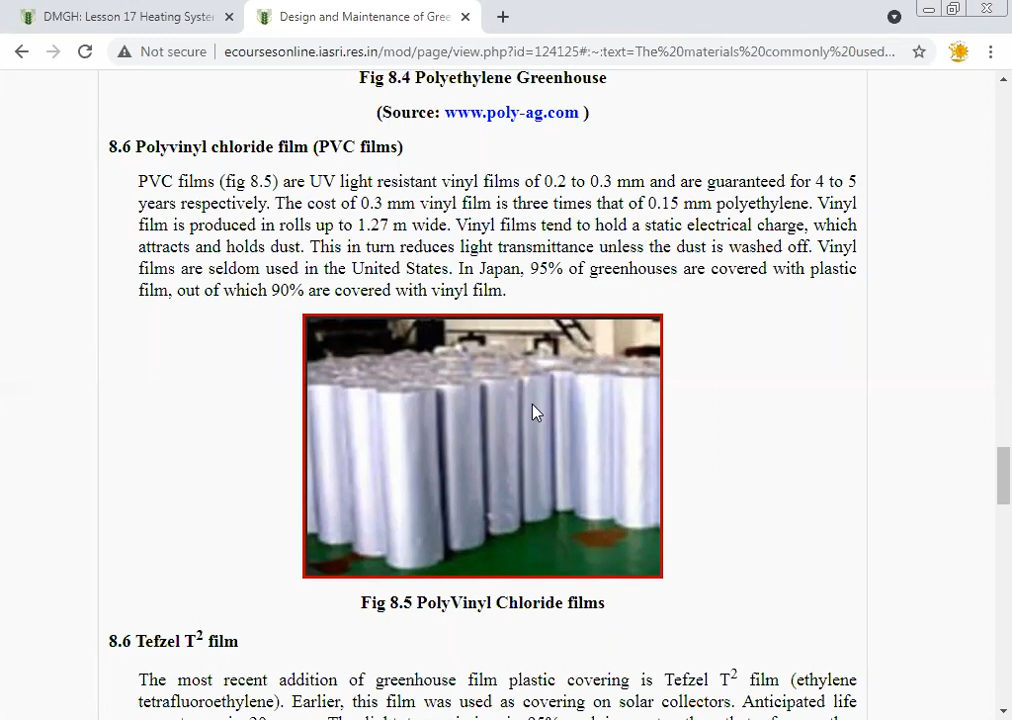 DMGH: Lesson 17 Heating Syste
Design and Maintenance of Gree
Not secure
ecoursesonline.iasri.res.in/mod/page/view.php?id=124125#:~:text=The%20materials%20commonly%20used...
Fig 8.4 Polyethylene Greenhouse
(Source: www.poly-ag.com )
8.6 Polyvinyl chloride film (PVC films)
PVC films (fig 8.5) are UV light resistant vinyl films of 0.2 to 0.3 mm and are guaranteed for 4 to 5
years respectively. The cost of 0.3 mm vinyl film is three times that of 0.15 mm polyethylene. Vinyl
film is produced in rolls up to 1.27 m wide. Vinyl films tend to hold a static electrical charge, which
attracts and holds dust. This in turn reduces light transmittance unless the dust is washed off. Vinyl
films are seldom used in the United States. In Japan, 95% of greenhouses are covered with plastic
film, out of which 90% are covered with vinyl film.
Fig 8.5 PolyVinyl Chloride films
8.6 Tefzel T² film
The most recent addition of greenhouse film plastic covering is Tefzel T² film (ethylene
tetrafluoroethylene). Earlier, this film was used as covering on solar collectors. Anticipated life